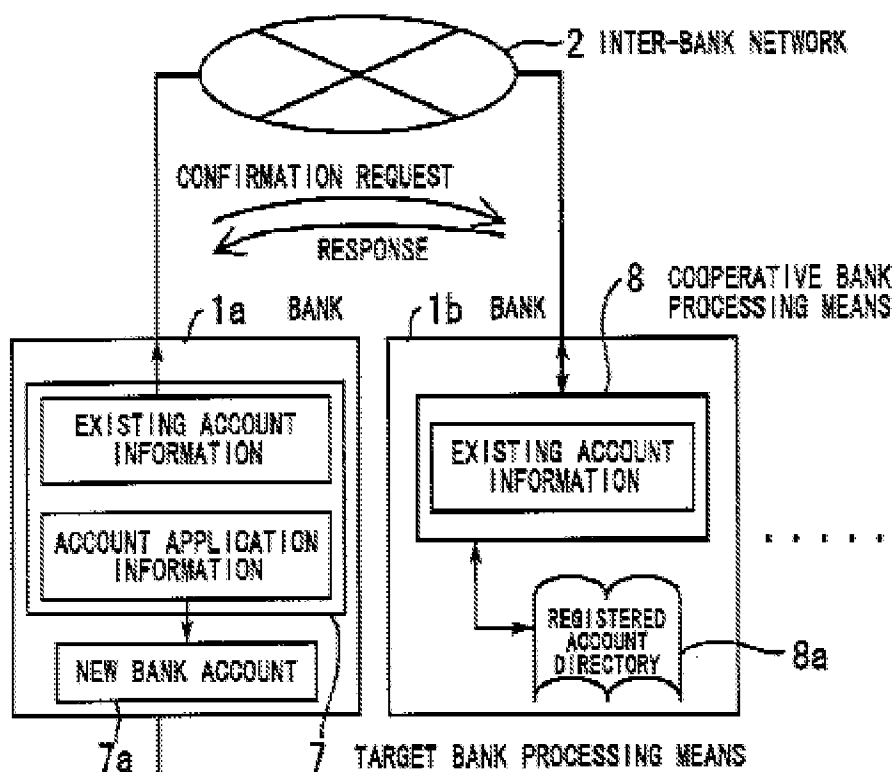 2 INTER-BANK NETWORK
CONFIRMATION REQUEST
RESPONSE
8 COOPERATIVE BANK
PROCESSING MEANS
1a BANK
1b BANK
EXISTING ACCOUNT
INFORMATION
ACCOUNT APPLICATION
INFORMATION
NEW BANK ACCOUNT
EXISTING ACCOUNT
INFORMATION
REGISTERED
ACCOUNT
DIRECTORY
8a
7a
7 TARGET BANK PROCESSING MEANS